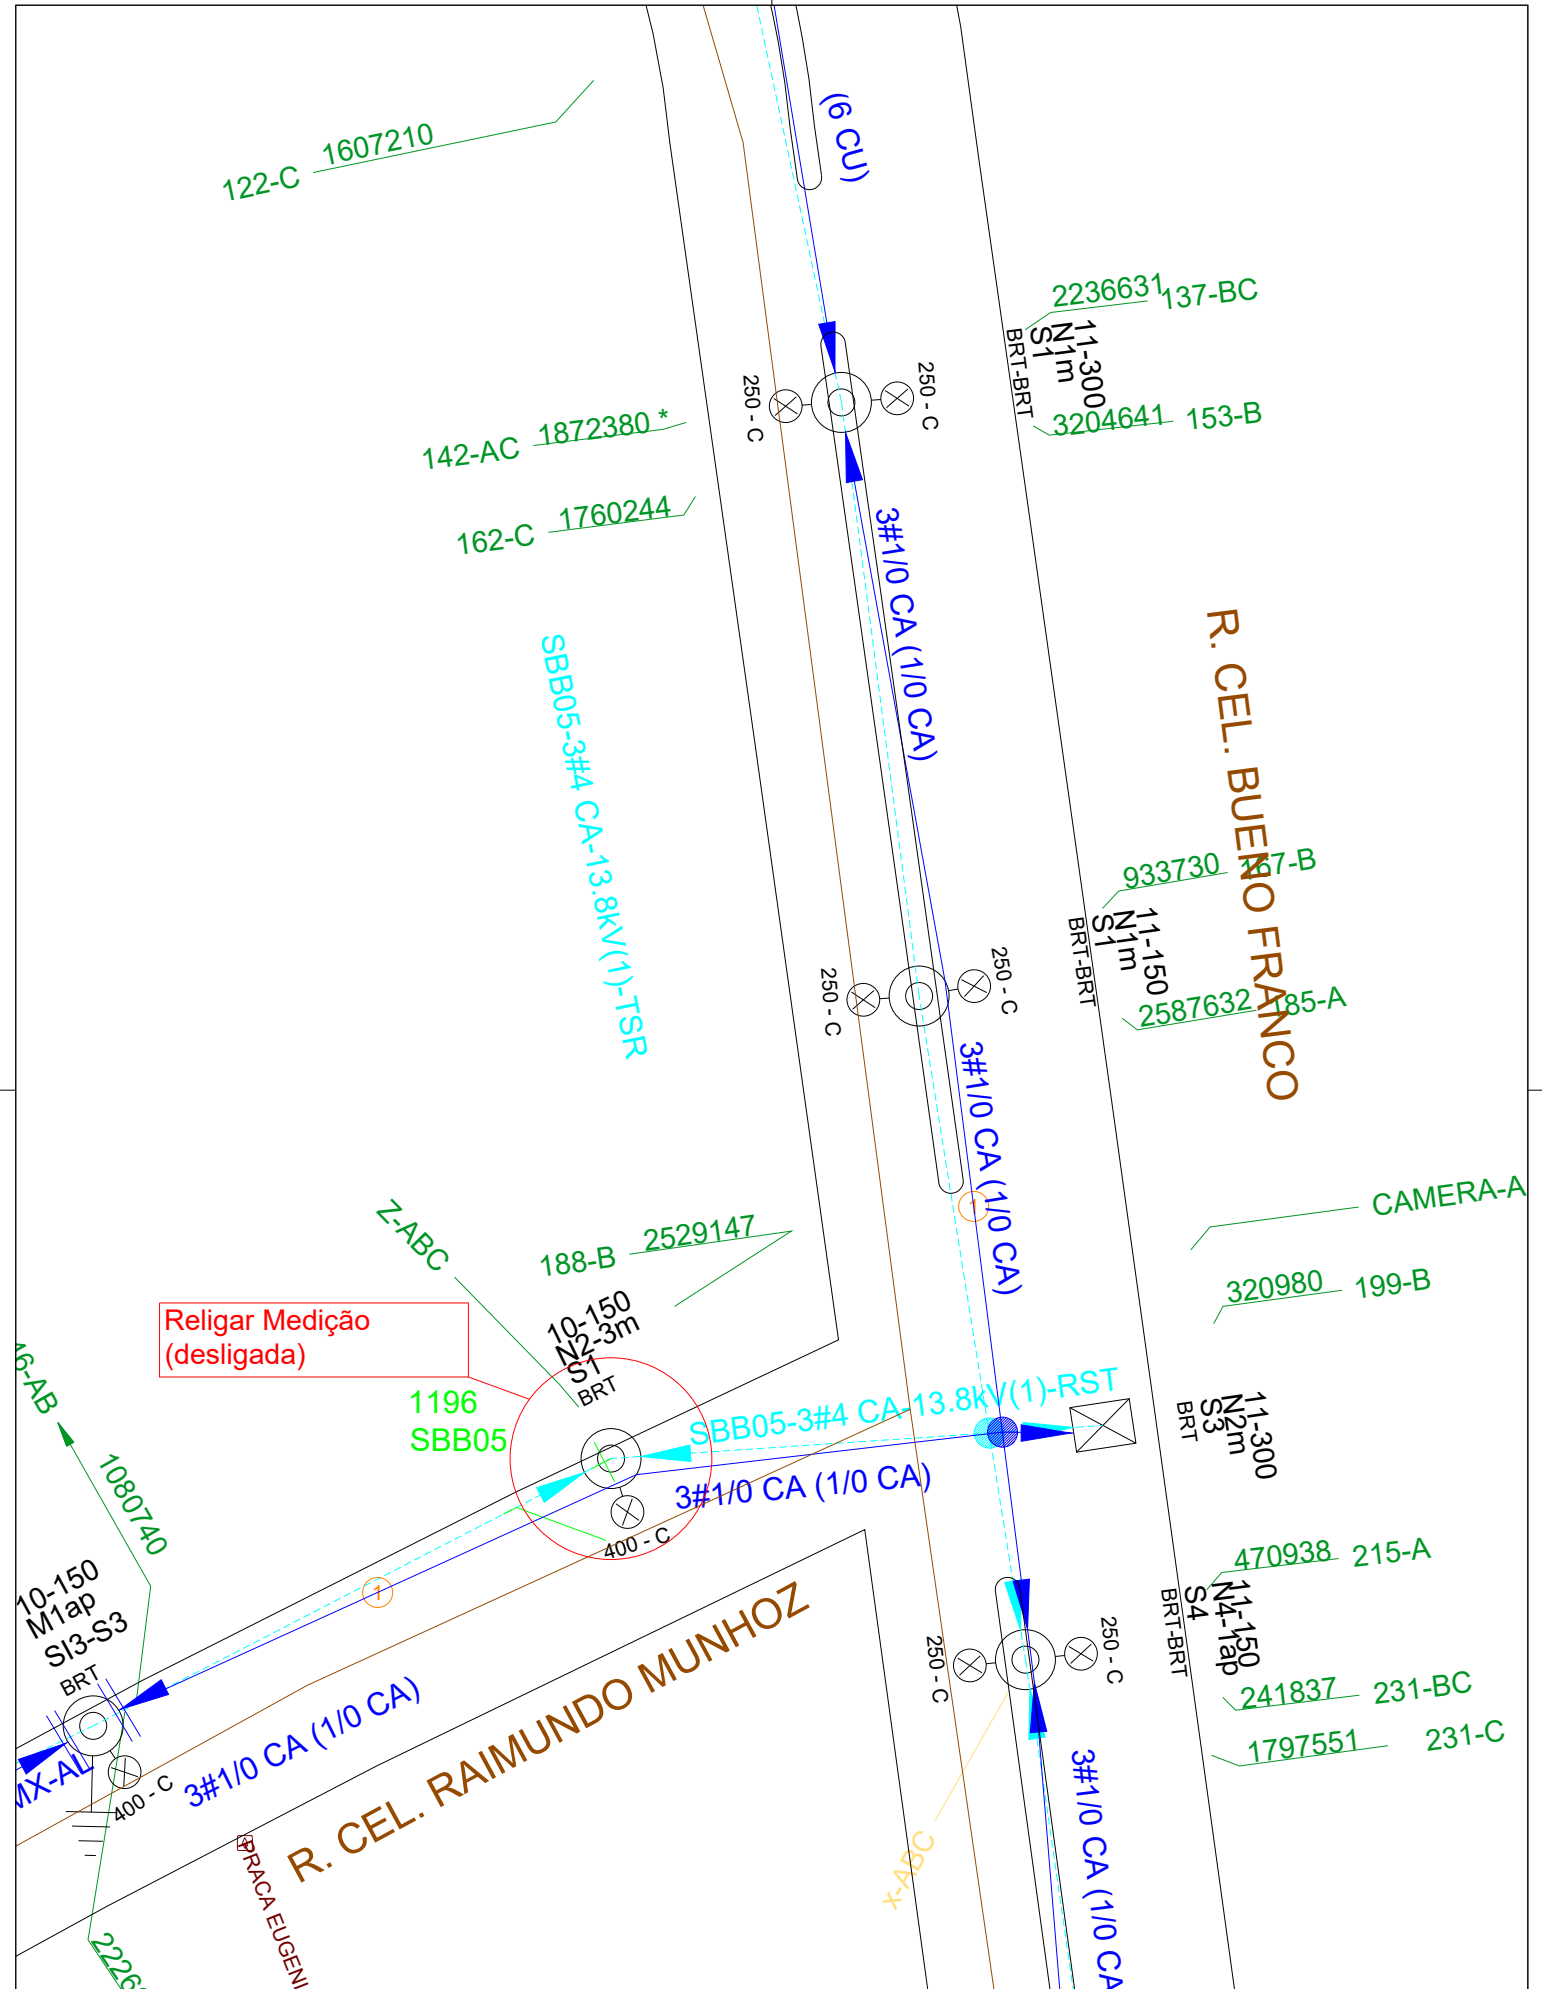 (6 CU)
122-C 1607210
2236631 137-BC
11-300
N1m
S1
BRT-BRT
250 - C
250 - C
142-AC 1872380 *
3204641 153-B
162-C 1760244
3#1/0 CA (1/0 CA)
R. CEL. BUENO FRANCO
SBB05-3#4 CA-13.8kV(1)-TSR
933730 167-B
11-150
N1m
S1
BRT-BRT
250 - C
250 - C
2587632 185-A
3#1/0 CA (1/0 CA)
1
CAMERA-A
Z-ABC
188-B 2529147
320980 199-B
10-150
N2-3m
S1
BRT
Religar Medição
(desligada)
46-AB
1196
SBB05
SBB05-3#4 CA-13.8kV(1)-RST
11-300
N2m
S3
BRT
3#1/0 CA (1/0 CA)
1080740
400 - C
470938 215-A
11-150
N4-1ap
S4
BRT-BRT
10-150
M1ap
SI3-S3
BRT
1
250 - C
250 - C
241837 231-BC
1797551 231-C
R. CEL. RAIMUNDO MUNHOZ
3#1/0 CA (1/0 CA)
MX-AL
400 - C
x-ABC
3#1/0 CA (1/0 CA
PRACA EUGENI
2226